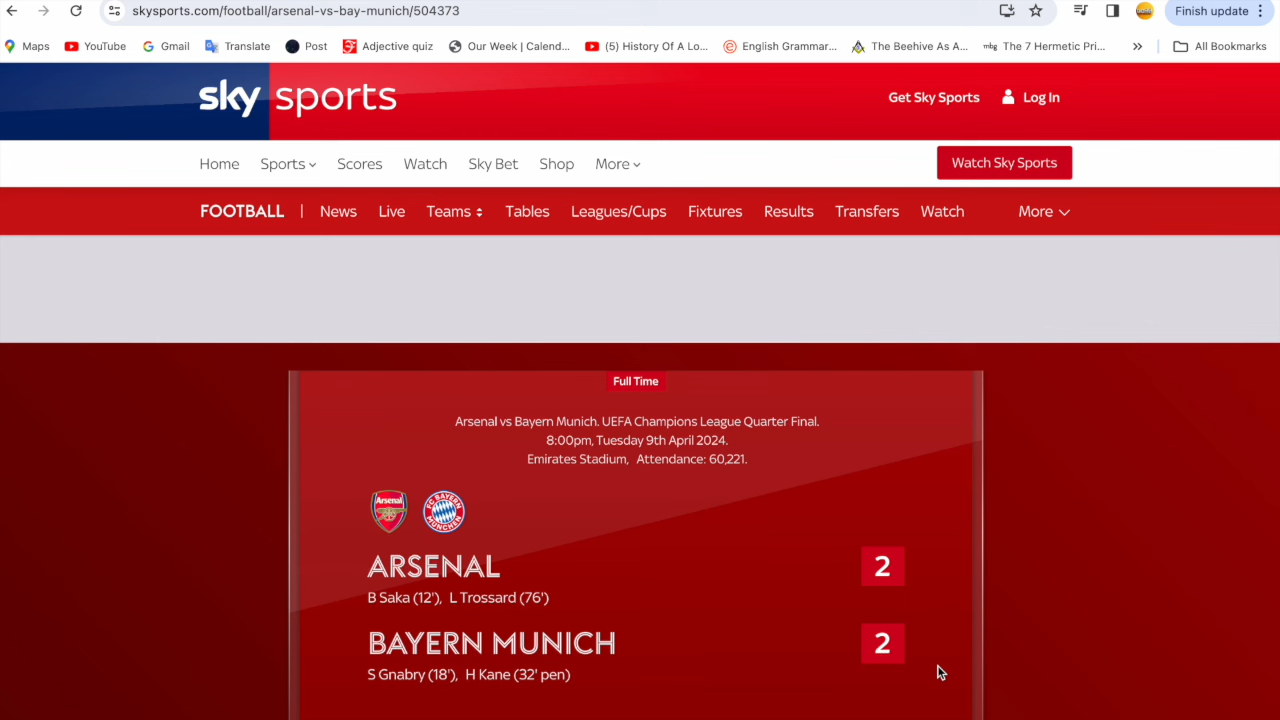 skysports.com/football/arsenal-vs-bay-munich/504373
Finish update
Maps
YouTube
Gmail
Translate
Post
Adjective quiz
Our Week | Calend...
(5) History Of A Lo...
English Grammar...
The Beehive As A...
The 7 Hermetic Pri...
All Bookmarks
sky sports
Get Sky Sports
Log In
Home
Sports
Scores
Watch
Sky Bet
Shop
More
Watch Sky Sports
FOOTBALL
News
Live
Teams
Tables
Leagues/Cups
Fixtures
Results
Transfers
Watch
More
Full Time
Arsenal vs Bayern Munich. UEFA Champions League Quarter Final.
8:00pm, Tuesday 9th April 2024.
Emirates Stadium, Attendance: 60,221.
Arsenal
FC BAYERN MÜNCHEN
ARSENAL 2
B Saka (12'), L Trossard (76')
BAYERN MUNICH 2
S Gnabry (18'), H Kane (32' pen)